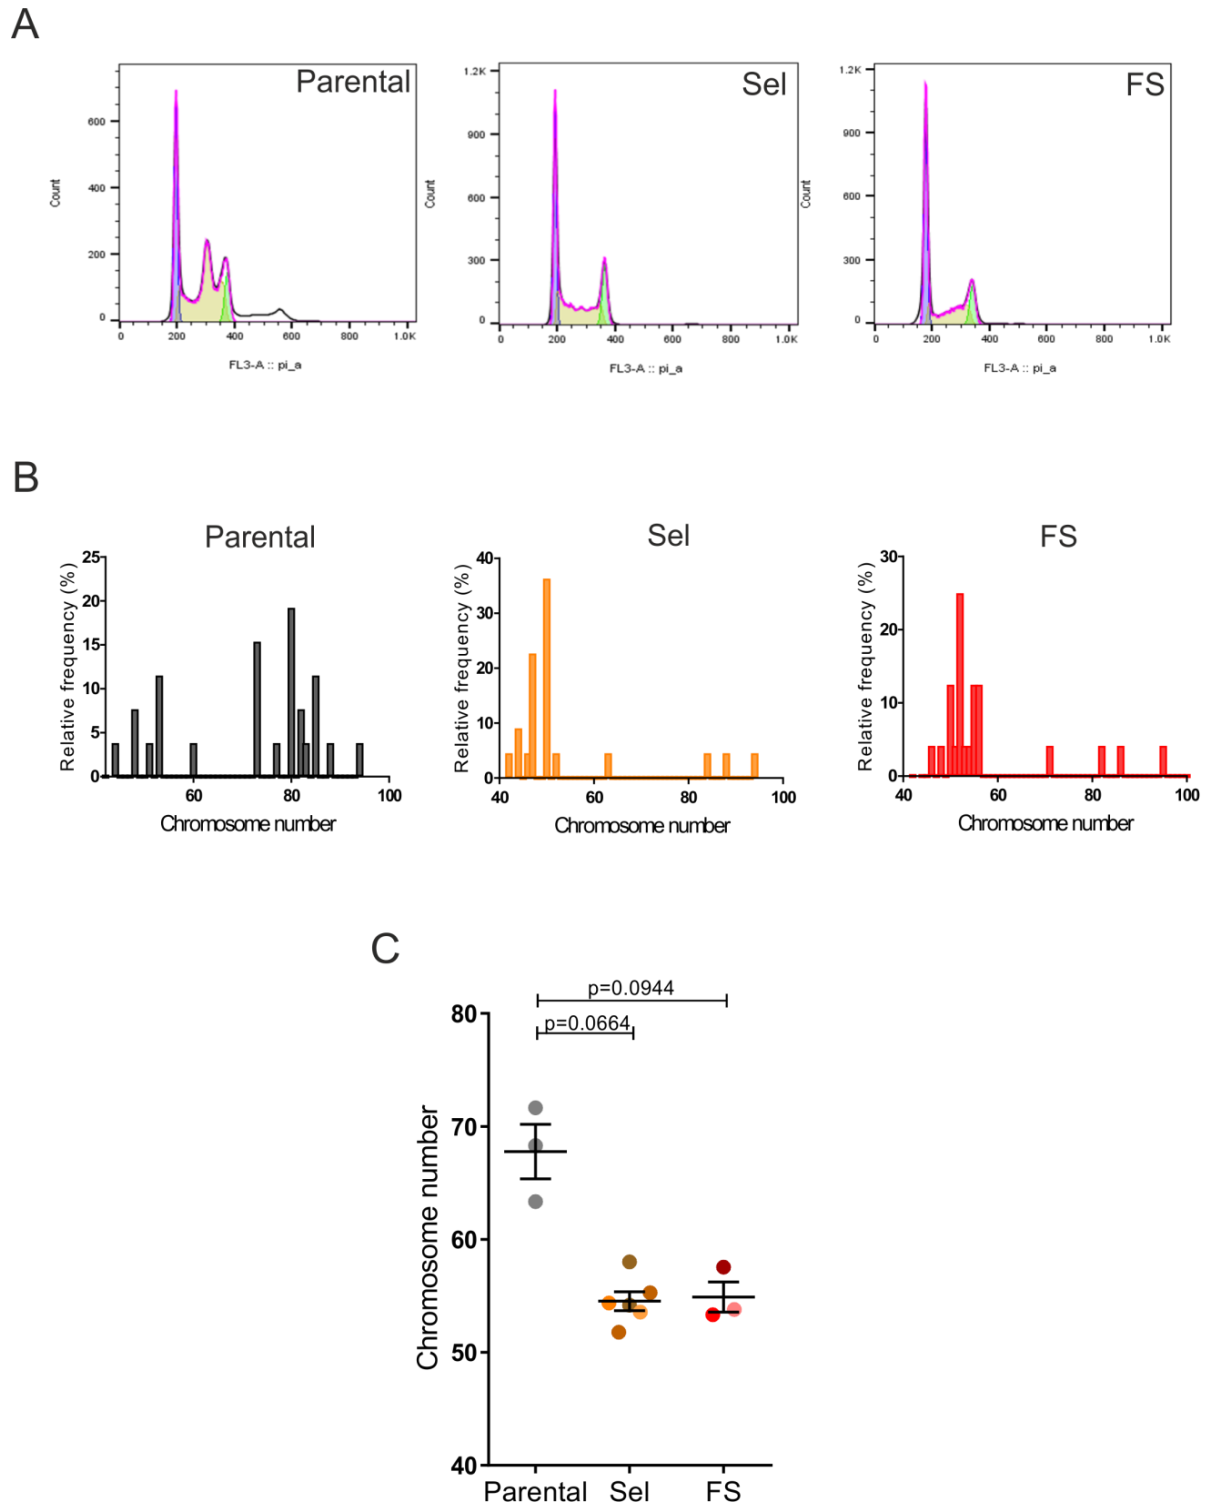 A
Parental
Sel
FS
600
400
200
0
Count
0 200 400 600 800 1.0K
FL3-A :: pi_a
1.2K
900
600
300
0
Count
0 200 400 600 800 1.0K
FL3-A :: pi_a
1.2K
900
600
300
0
Count
0 200 400 600 800 1.0K
FL3-A :: pi_a
B
Parental
Sel
FS
25
20
15
10
5
0
Relative frequency (%)
60 80 100
Chromosome number
40
30
20
10
0
Relative frequency (%)
40 60 80 100
Chromosome number
30
20
10
0
Relative frequency (%)
40 60 80 100
Chromosome number
C
p=0.0944
p=0.0664
80
70
60
50
40
Chromosome number
Parental Sel FS